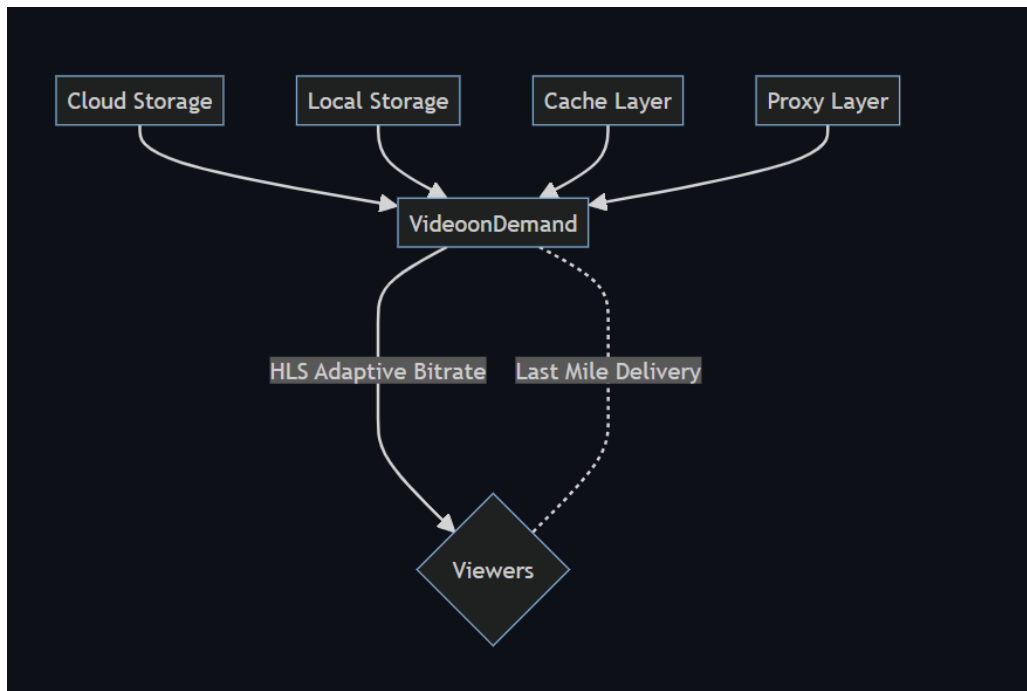 Cloud Storage
Local Storage
Cache Layer
Proxy Layer
VideoonDemand
HLS Adaptive Bitrate
Last Mile Delivery
Viewers